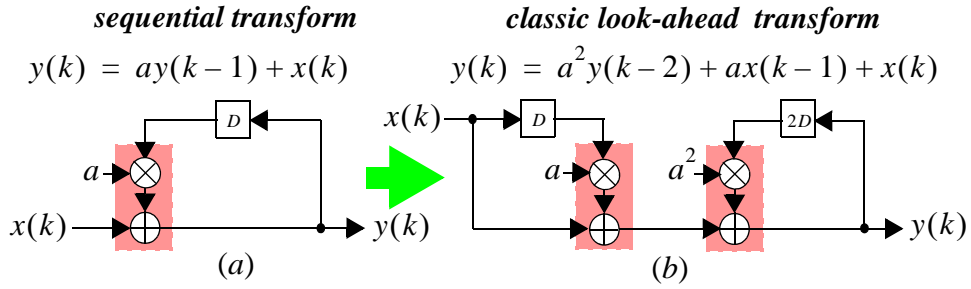 sequential transform
classic look-ahead transform
y(k) = ay(k – 1) + x(k)
y(k) = a²y(k – 2) + ax(k – 1) + x(k)
D
a
x(k)
y(k)
(a)
x(k)
D
2D
a
a²
y(k)
(b)